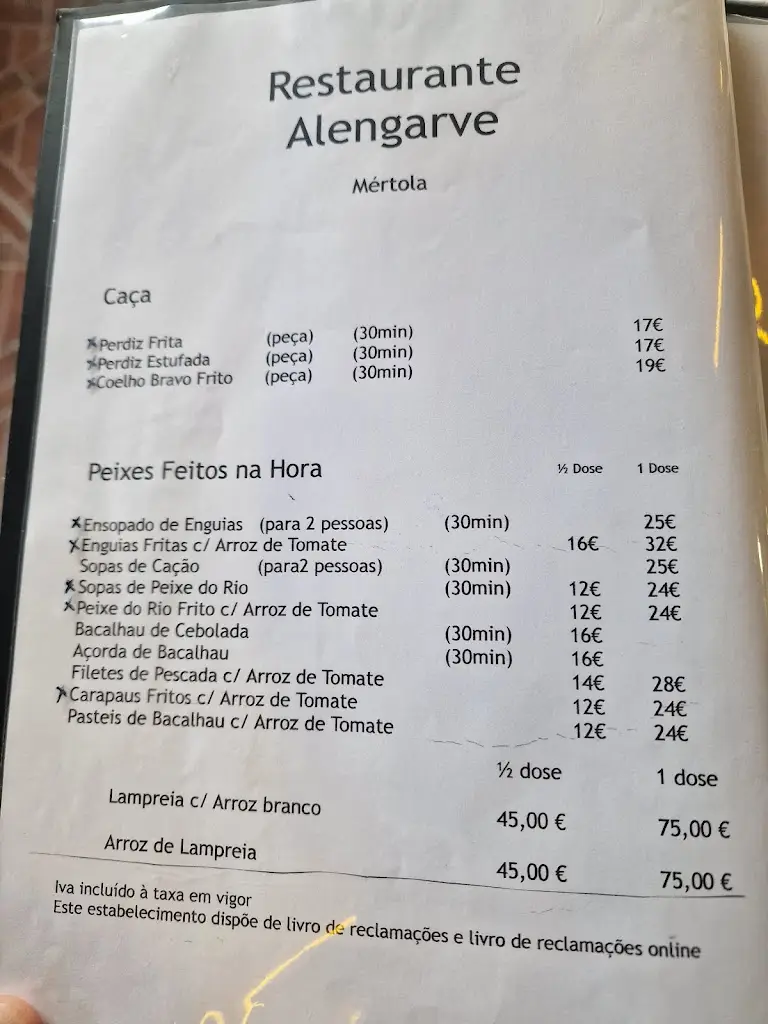 Restaurante
Alengarve
Mértola
Caça
Perdiz Frita (peça) (30min) 17€
Perdiz Estufada (peça) (30min) 17€
Coelho Bravo Frito (peça) (30min) 19€
Peixes Feitos na Hora ½ Dose 1 Dose
Ensopado de Enguias (para 2 pessoas) (30min) 25€
Enguias Fritas c/ Arroz de Tomate 16€ 32€
Sopas de Cação (para2 pessoas) (30min) 25€
Sopas de Peixe do Rio (30min) 12€ 24€
Peixe do Rio Frito c/ Arroz de Tomate 12€ 24€
Bacalhau de Cebolada (30min) 16€
Açorda de Bacalhau (30min) 16€
Filetes de Pescada c/ Arroz de Tomate 14€ 28€
Carapaus Fritos c/ Arroz de Tomate 12€ 24€
Pasteis de Bacalhau c/ Arroz de Tomate 12€ 24€
½ dose 1 dose
Lampreia c/ Arroz branco 45,00 € 75,00 €
Arroz de Lampreia 45,00 € 75,00 €
Iva incluído à taxa em vigor
Este estabelecimento dispõe de livro de reclamações e livro de reclamações online